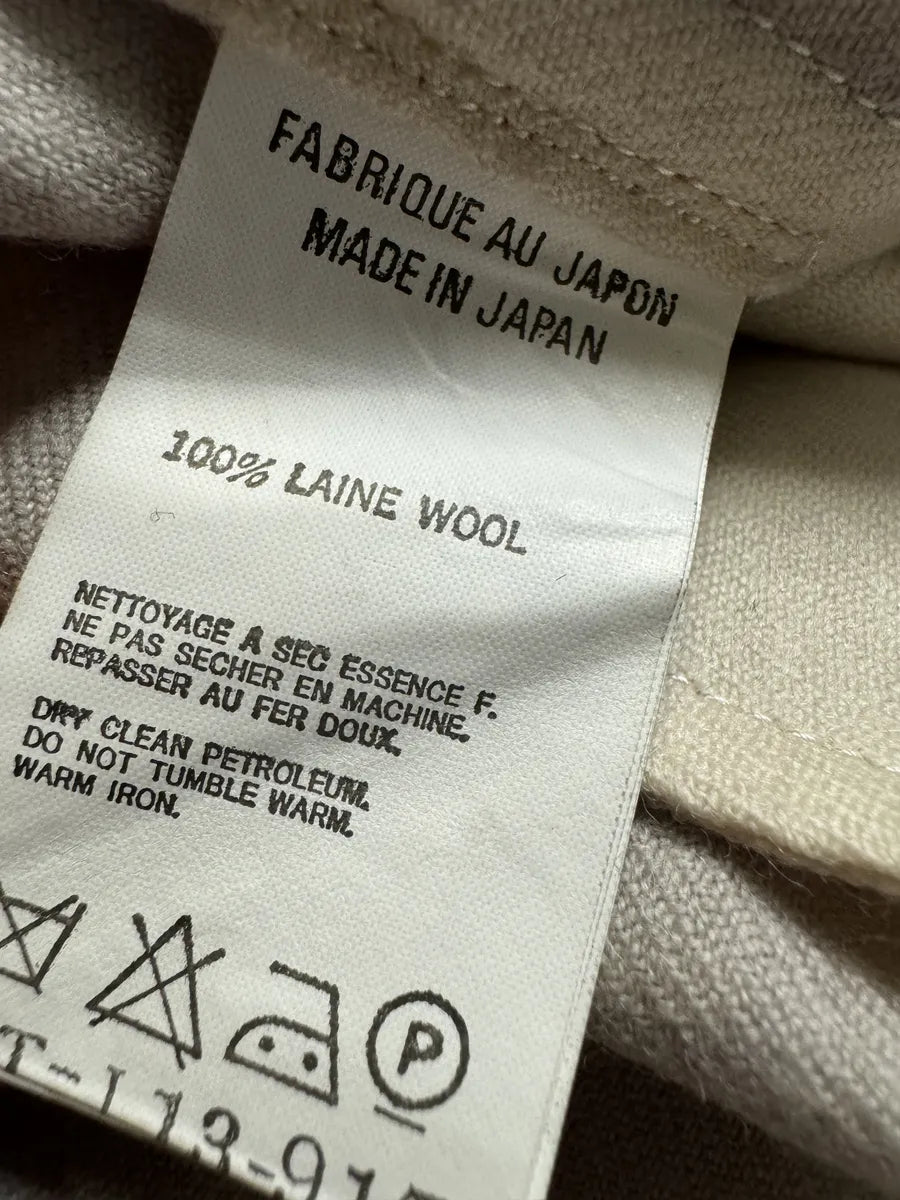 FABRIQUE AU JAPON
MADE IN JAPAN
100% LAINE WOOL
NETTOYAGE A SEC ESSENCE F.
NE PAS SECHER EN MACHINE.
REPASSER AU FER DOUX.
DRY CLEAN PETROLEUM.
DO NOT TUMBLE WARM.
WARM IRON.
P